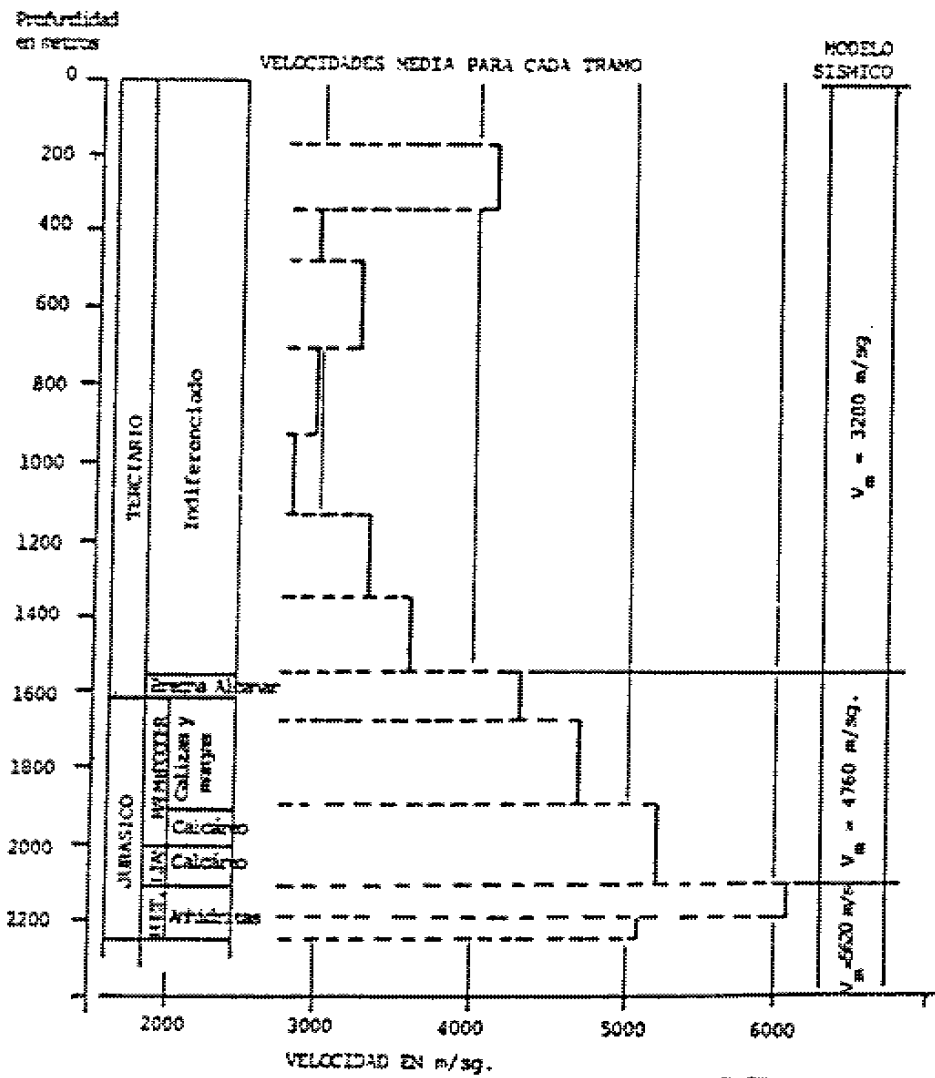 Profundidad
en metros
VELOCIDADES MEDIA PARA CADA TRAMO
MODELO
SISMICO
0
200
400
600
800
1000
1200
1400
1600
1800
2000
2200
TERCIARIO
Indiferenciado
Brecha Alcanar
JURASICO
Calizas y
margas
Calcáreo
LIAS
Calcáreo
Anhidritas
V_m = 3200 m/sg.
V_m = 4760 m/sg.
2000
3000
4000
5000
6000
VELOCIDAD EN m/sg.